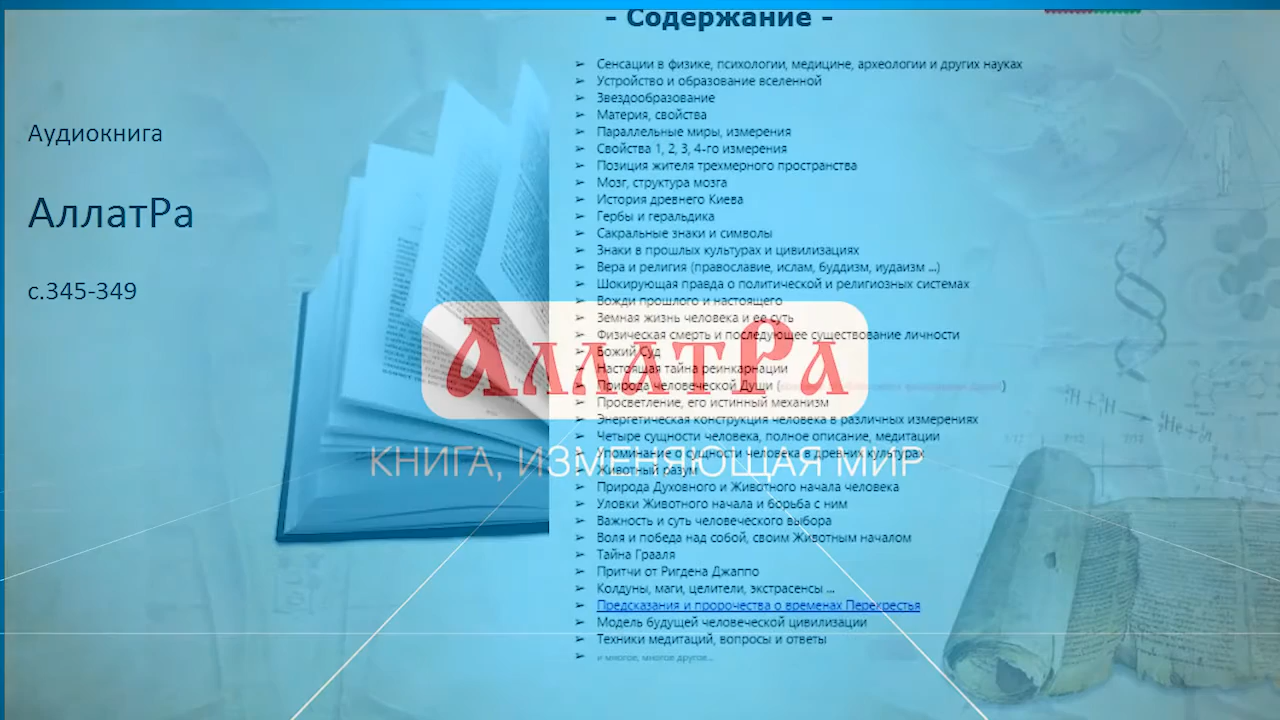 – Содержание –
Аудиокнига
АллатРа
с.345-349
➢ Сенсации в физике, психологии, медицине, археологии и других науках
➢ Устройство и образование вселенной
➢ Звездообразование
➢ Материя, свойства
➢ Параллельные миры, измерения
➢ Свойства 1, 2, 3, 4-го измерения
➢ Позиция жителя трехмерного пространства
➢ Мозг, структура мозга
➢ История древнего Киева
➢ Гербы и геральдика
➢ Сакральные знаки и символы
➢ Знаки в прошлых культурах и цивилизациях
➢ Вера и религия (православие, ислам, буддизм, иудаизм ...)
➢ Шокирующая правда о политической и религиозных системах
➢ Вожди прошлого и настоящего
➢ Земная жизнь человека и ее суть
➢ Физическая смерть и последующее существование личности
➢ Божий Суд
➢ Настоящая тайна реинкарнации
➢ Природа человеческой Души ( )
➢ Просветление, его истинный механизм
➢ Энергетическая конструкция человека в различных измерениях
➢ Четыре сущности человека, полное описание, медитации
➢ Упоминание о сущности человека в древних культурах
➢ Животный разум
➢ Природа Духовного и Животного начала человека
➢ Уловки Животного начала и борьба с ним
➢ Важность и суть человеческого выбора
➢ Воля и победа над собой, своим Животным началом
➢ Тайна Грааля
➢ Притчи от Ригдена Джаппо
➢ Колдуны, маги, целители, экстрасенсы ...
➢ Предсказания и пророчества о временах Перекрестья
➢ Модель будущей человеческой цивилизации
➢ Техники медитаций, вопросы и ответы
➢ и многое, многое другое...
АллатРа
КНИГА, ИЗМЕНЯЮЩАЯ МИР